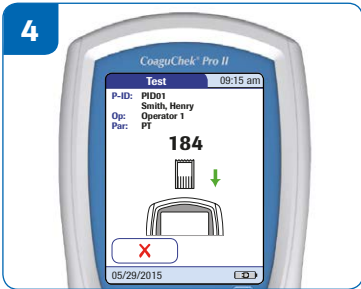 4
CoaguChek® Pro II
Test 09:15 am
P-ID: PID01
Smith, Henry
Op: Operator 1
Par: PT
184
X
05/29/2015